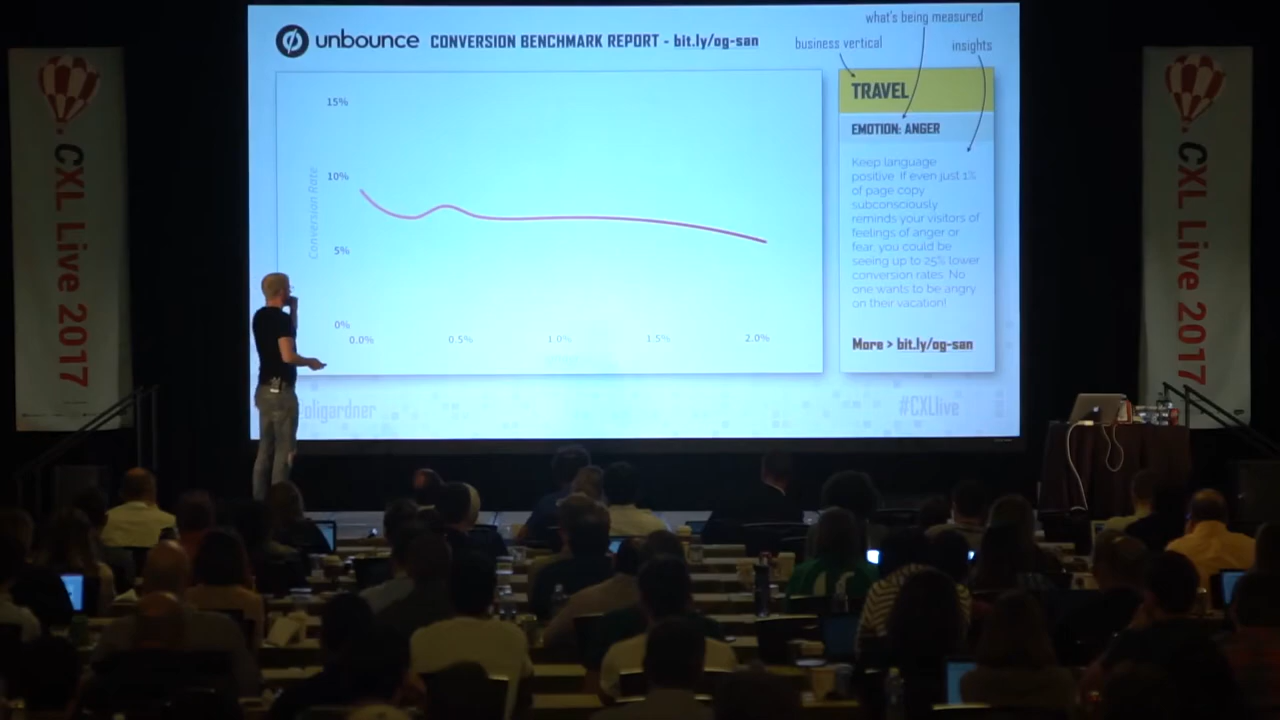 what's being measured
unbounce CONVERSION BENCHMARK REPORT - bit.ly/og-san
business vertical
insights
15%
10%
5%
0%
Conversion Rate
0.0% 0.5% 1.0% 1.5% 2.0%
TRAVEL
EMOTION: ANGER
Keep language
positive. If even just 1%
of page copy
subconsciously
reminds your visitors of
feelings of anger or
fear, you could be
seeing up to 25% lower
conversion rates. No
one wants to be angry
on their vacation!
More > bit.ly/og-san
oligardner
#CXLlive
CXL Live 2017
CXL Live 2017